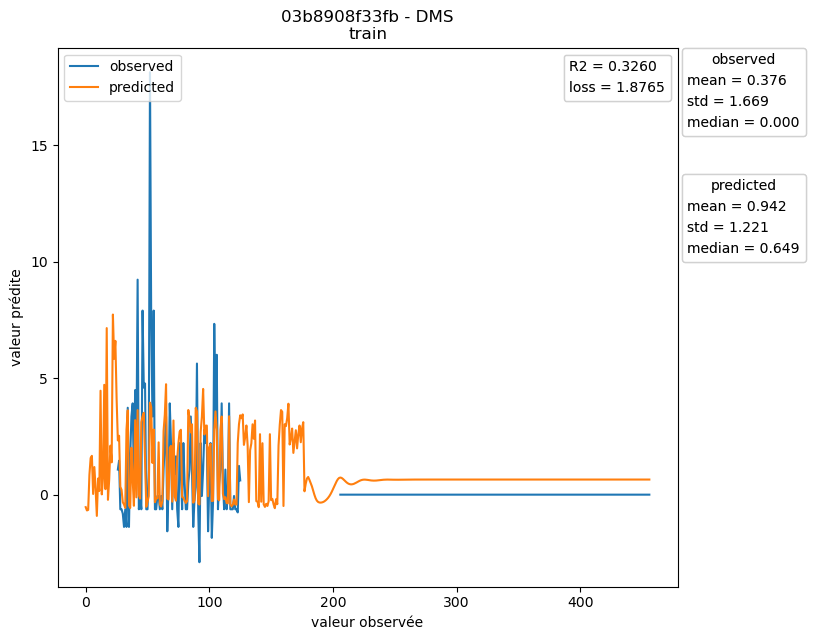 03b8908f33fb - DMS
train
observed
predicted
R2 = 0.3260
loss = 1.8765
observed
mean = 0.376
std = 1.669
median = 0.000
predicted
mean = 0.942
std = 1.221
median = 0.649
valeur prédite
15
10
5
0
0
100
200
300
400
valeur observée